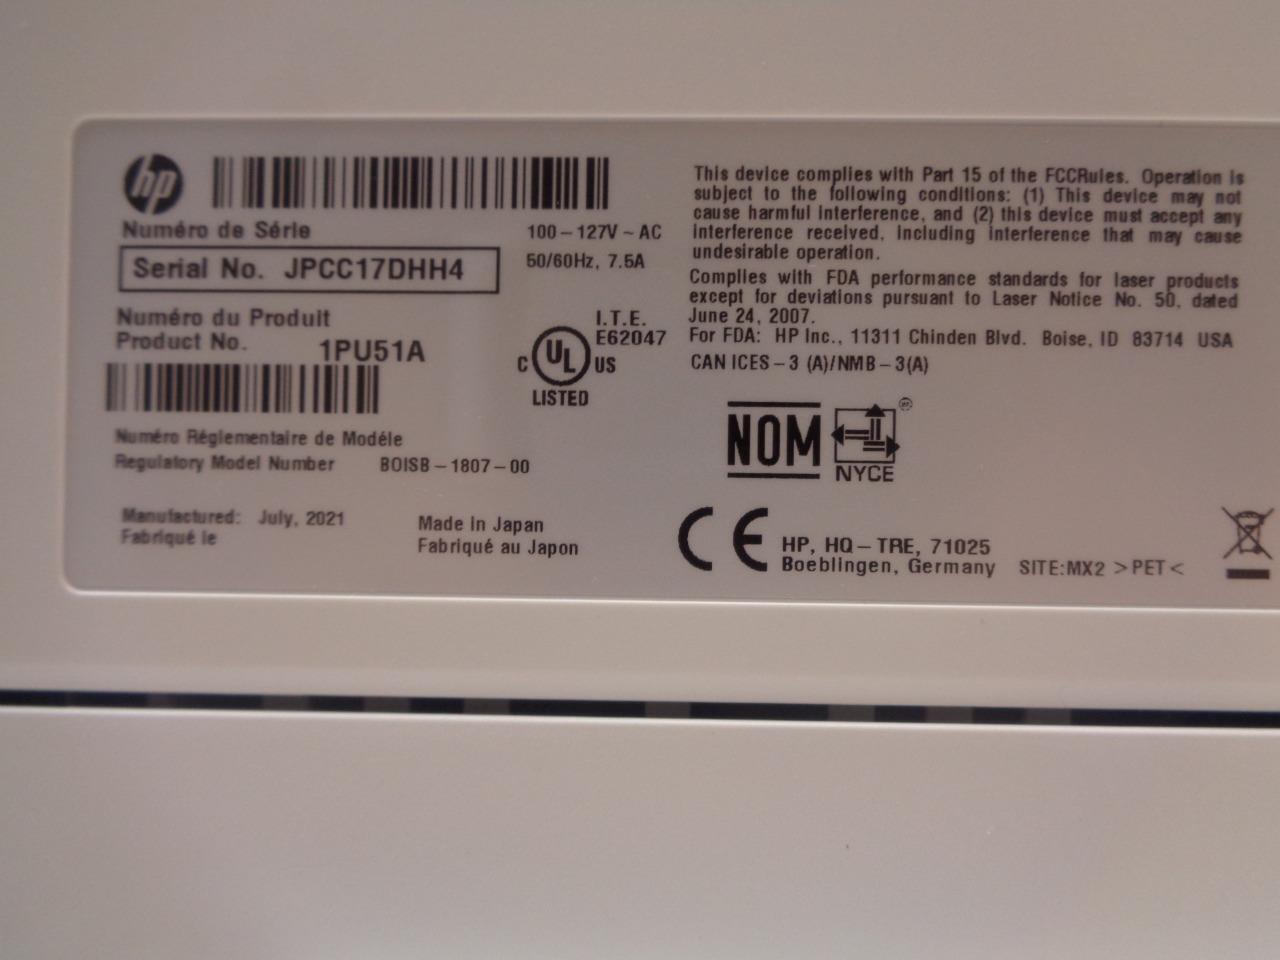 hp
Numéro de Série
Serial No. JPCC17DHH4
Numéro du Produit
Product No. 1PU51A
Numéro Réglementaire de Modéle
Regulatory Model Number BOISB-1807-00
Manufactured: July, 2021
Fabriqué le
Made in Japan
Fabriqué au Japon
100-127V~AC
50/60Hz, 7.5A
I.T.E.
E62047
C UL US
LISTED
This device complies with Part 15 of the FCCRules. Operation is
subject to the following conditions: (1) This device may not
cause harmful interference, and (2) this device must accept any
interference received, including interference that may cause
undesirable operation.
Complies with FDA performance standards for laser products
except for deviations pursuant to Laser Notice No. 50, dated
June 24, 2007.
For FDA: HP Inc., 11311 Chinden Blvd. Boise, ID 83714 USA
CAN ICES-3 (A)/NMB-3(A)
NOM
NYCE
CE
HP, HQ-TRE, 71025
Boeblingen, Germany
SITE:MX2 >PET<